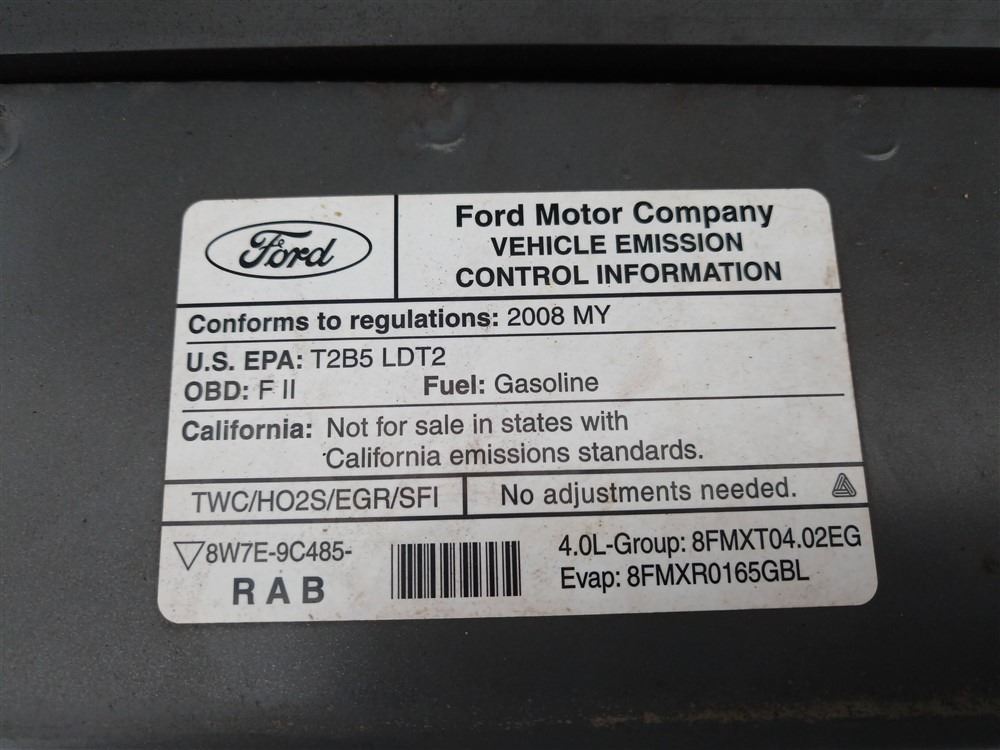 Ford
Ford Motor Company
VEHICLE EMISSION
CONTROL INFORMATION
Conforms to regulations: 2008 MY
U.S. EPA: T2B5 LDT2
OBD: F II Fuel: Gasoline
California: Not for sale in states with
California emissions standards.
TWC/HO2S/EGR/SFI
No adjustments needed.
8W7E-9C485-
RAB
4.0L-Group: 8FMXT04.02EG
Evap: 8FMXR0165GBL